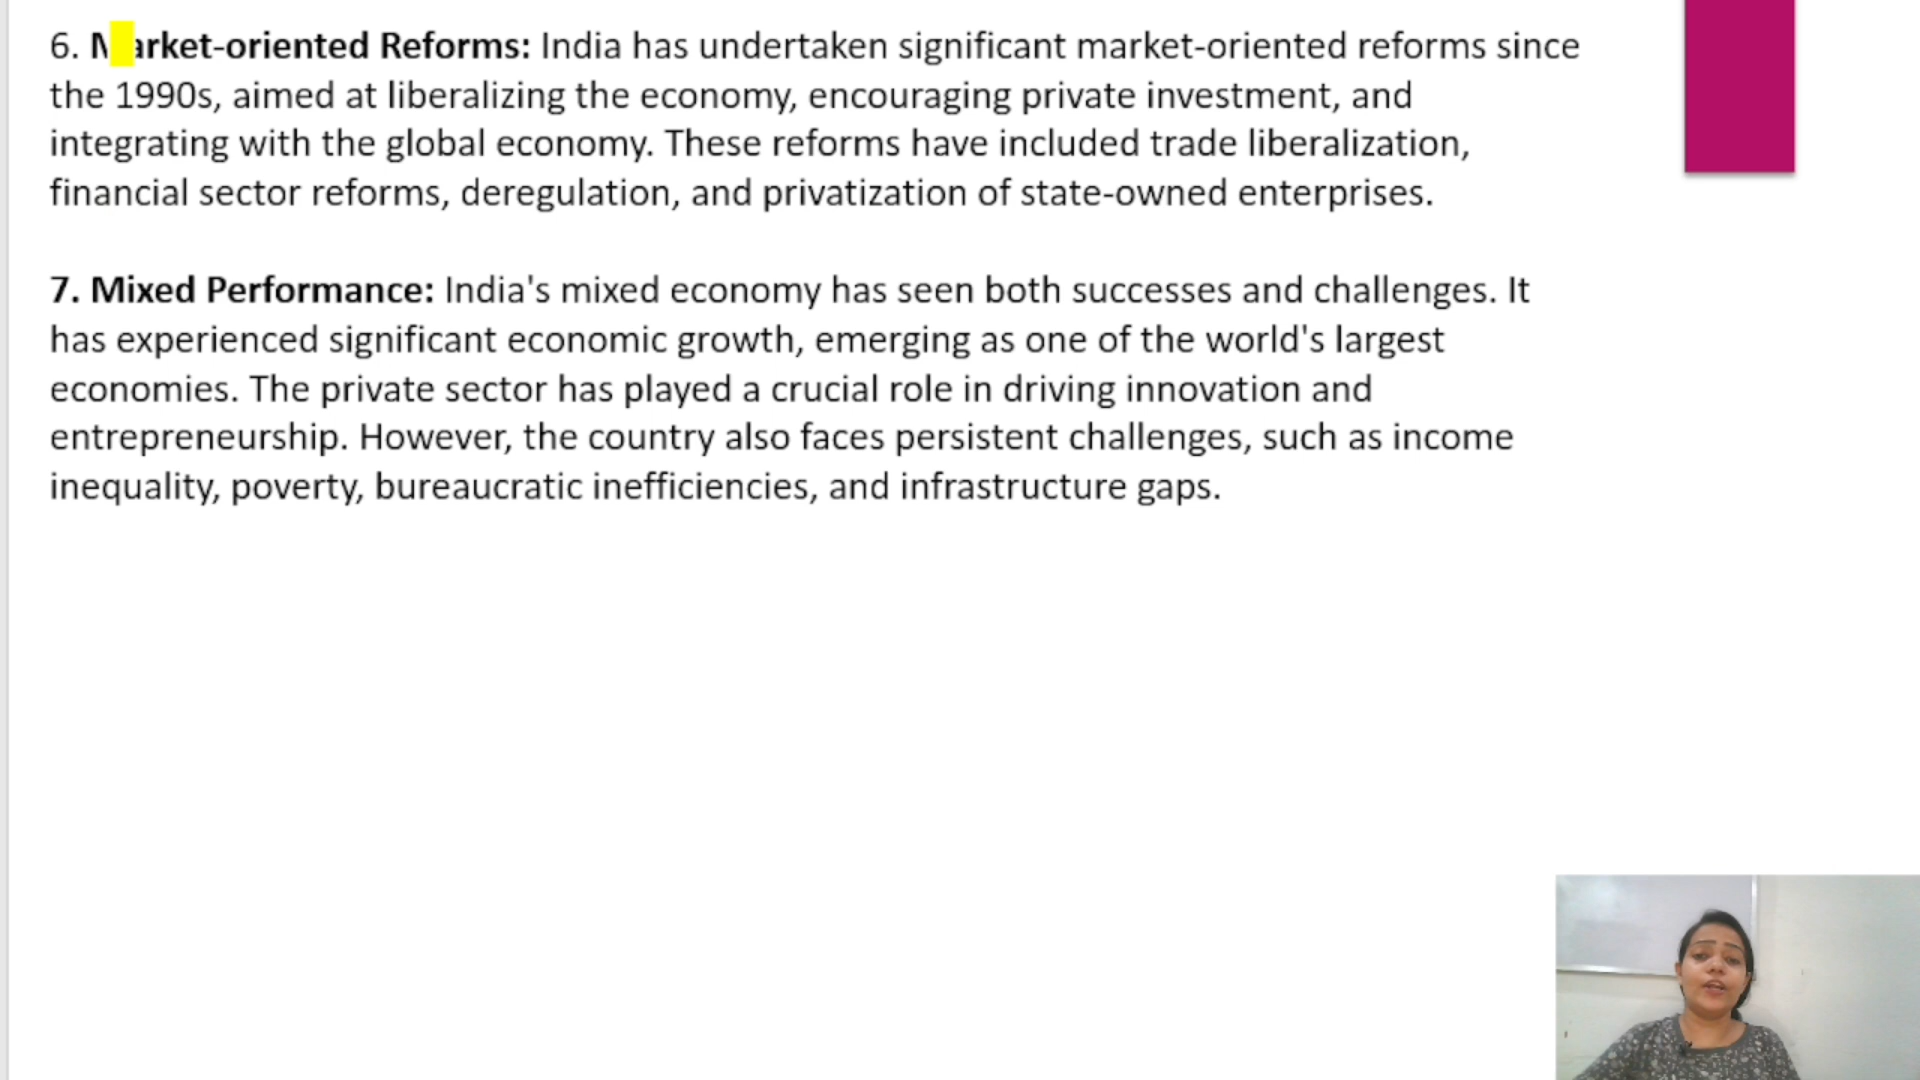 6. Market-oriented Reforms: India has undertaken significant market-oriented reforms since
the 1990s, aimed at liberalizing the economy, encouraging private investment, and
integrating with the global economy. These reforms have included trade liberalization,
financial sector reforms, deregulation, and privatization of state-owned enterprises.
7. Mixed Performance: India's mixed economy has seen both successes and challenges. It
has experienced significant economic growth, emerging as one of the world's largest
economies. The private sector has played a crucial role in driving innovation and
entrepreneurship. However, the country also faces persistent challenges, such as income
inequality, poverty, bureaucratic inefficiencies, and infrastructure gaps.